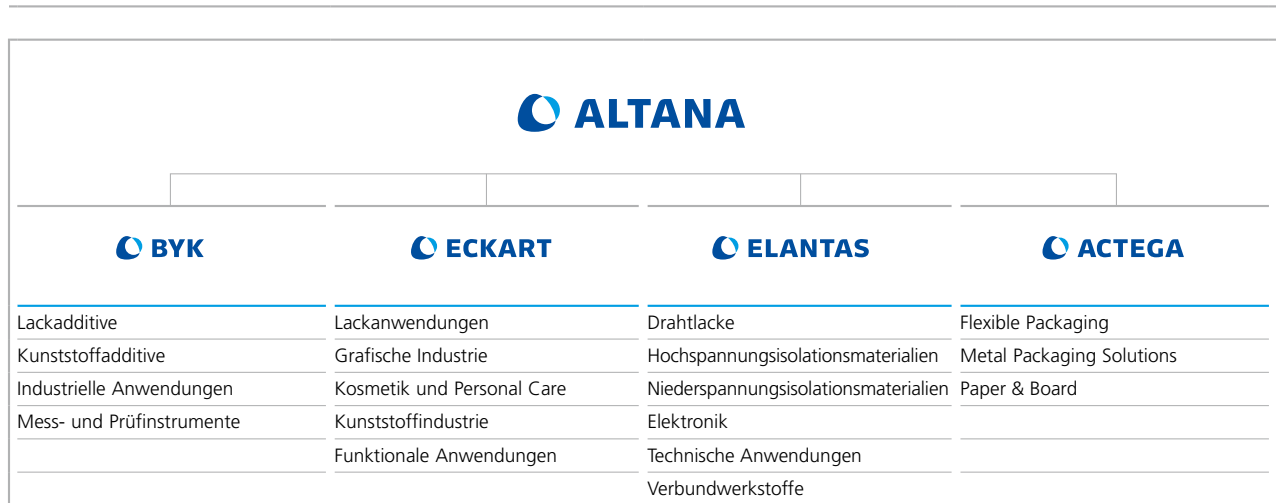 ALTANA
BYK
ECKART
ELANTAS
ACTEGA
Lackadditive
Lackanwendungen
Drahtlacke
Flexible Packaging
Kunststoffadditive
Grafische Industrie
Hochspannungsisolationsmaterialien
Metal Packaging Solutions
Industrielle Anwendungen
Kosmetik und Personal Care
Niederspannungsisolationsmaterialien
Paper & Board
Mess- und Prüfinstrumente
Kunststoffindustrie
Elektronik
Funktionale Anwendungen
Technische Anwendungen
Verbundwerkstoffe